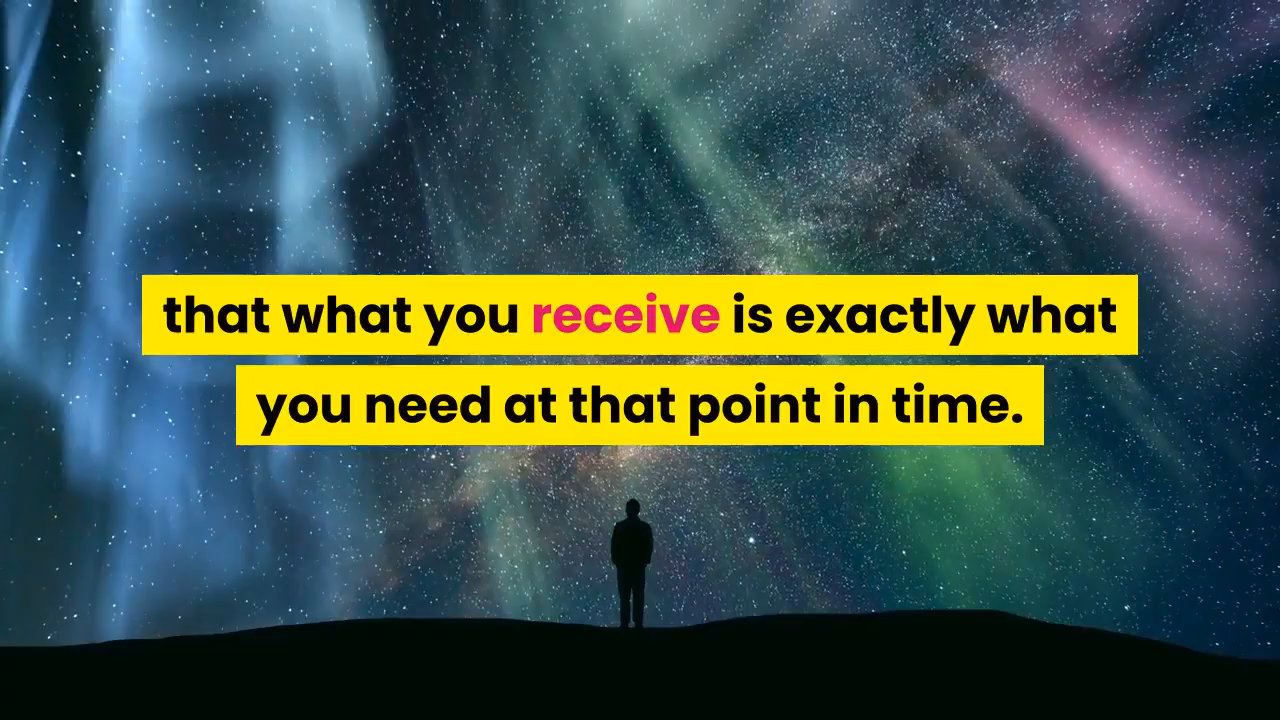 that what you receive is exactly what
you need at that point in time.